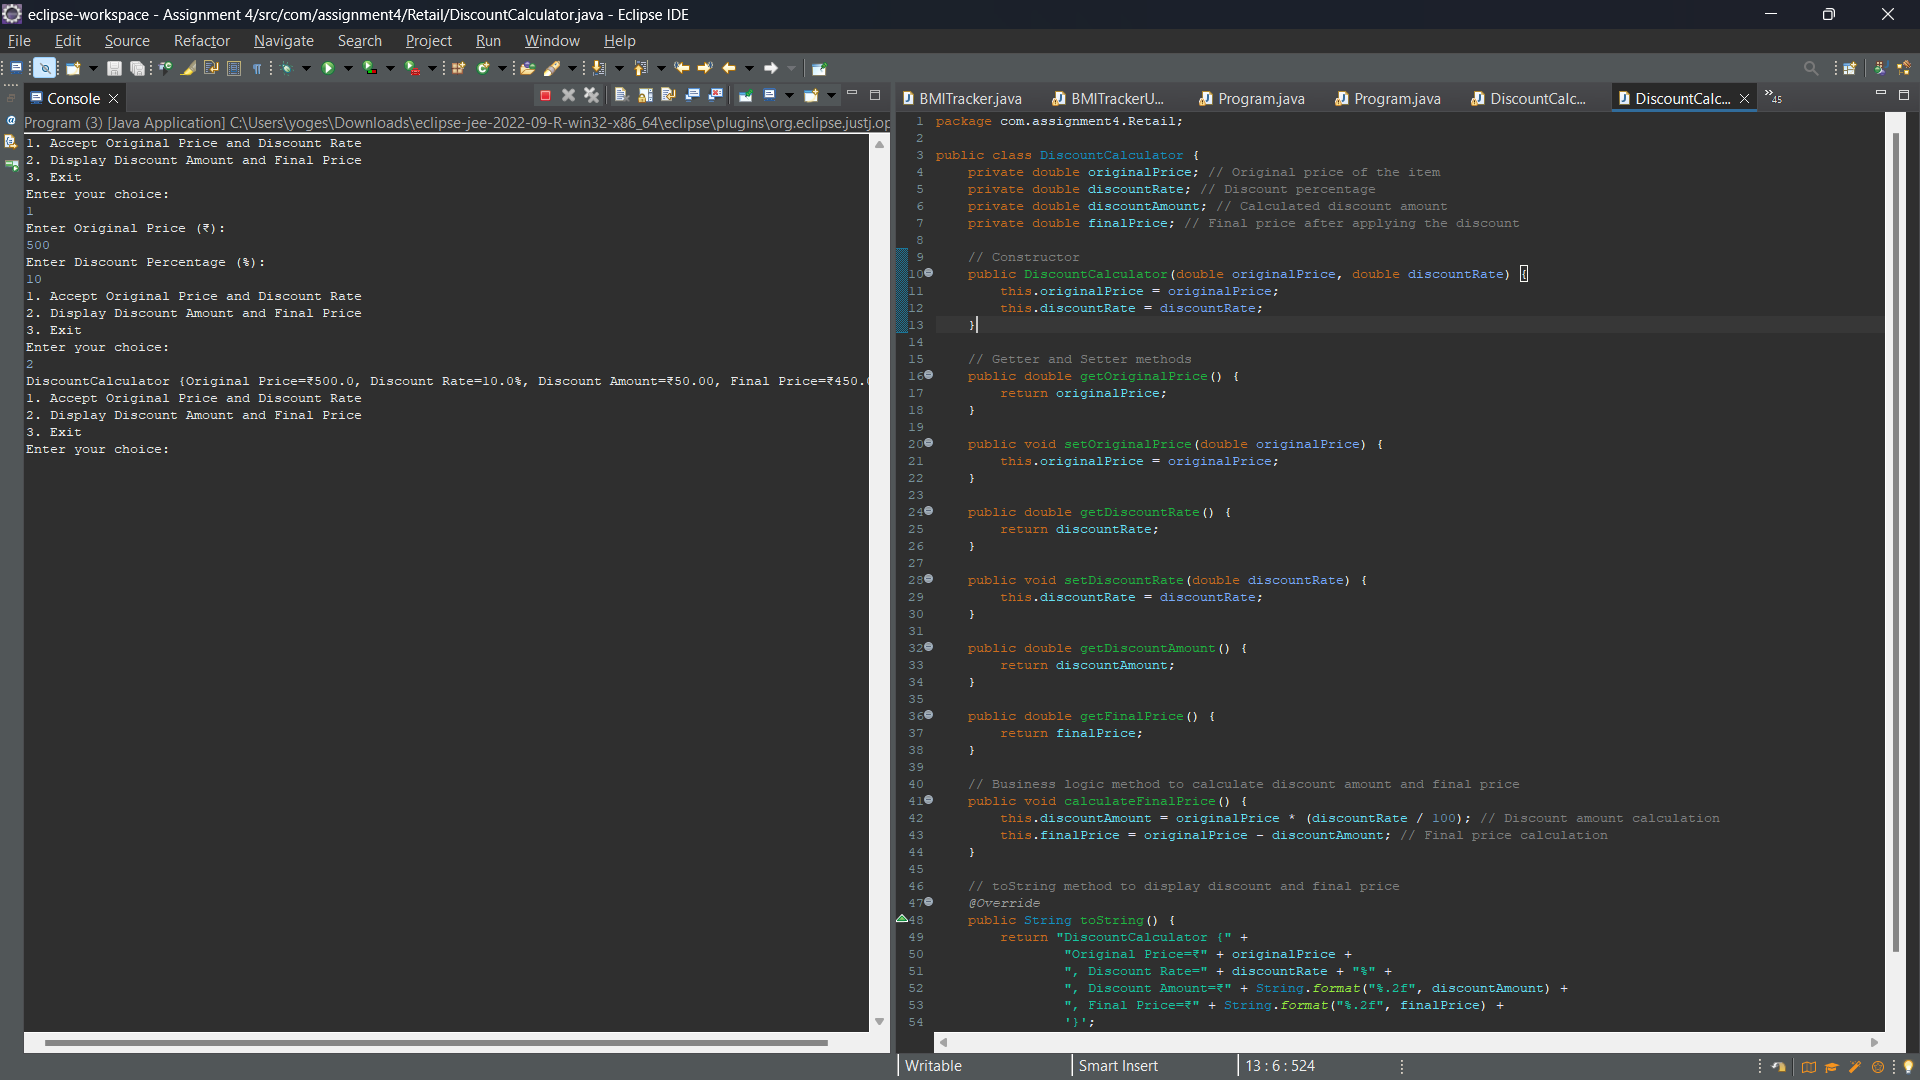 eclipse-workspace - Assignment 4/src/com/assignment4/Retail/DiscountCalculator.java - Eclipse IDE
File Edit Source Refactor Navigate Search Project Run Window Help
Console
Program (3) [Java Application] C:\Users\yoges\Downloads\eclipse-jee-2022-09-R-win32-x86_64\eclipse\plugins\org.eclipse.justj.op
1. Accept Original Price and Discount Rate
2. Display Discount Amount and Final Price
3. Exit
Enter your choice:
1
Enter Original Price (₹):
500
Enter Discount Percentage (%):
10
1. Accept Original Price and Discount Rate
2. Display Discount Amount and Final Price
3. Exit
Enter your choice:
2
DiscountCalculator {Original Price=₹500.0, Discount Rate=10.0%, Discount Amount=₹50.00, Final Price=₹450.
1. Accept Original Price and Discount Rate
2. Display Discount Amount and Final Price
3. Exit
Enter your choice:
BMITracker.java BMITrackerU... Program.java Program.java DiscountCalc... DiscountCalc... »45
1 package com.assignment4.Retail;
2
3 public class DiscountCalculator {
4 private double originalPrice; // Original price of the item
5 private double discountRate; // Discount percentage
6 private double discountAmount; // Calculated discount amount
7 private double finalPrice; // Final price after applying the discount
8
9 // Constructor
10 public DiscountCalculator(double originalPrice, double discountRate) {
11 this.originalPrice = originalPrice;
12 this.discountRate = discountRate;
13 }
14
15 // Getter and Setter methods
16 public double getOriginalPrice() {
17 return originalPrice;
18 }
19
20 public void setOriginalPrice(double originalPrice) {
21 this.originalPrice = originalPrice;
22 }
23
24 public double getDiscountRate() {
25 return discountRate;
26 }
27
28 public void setDiscountRate(double discountRate) {
29 this.discountRate = discountRate;
30 }
31
32 public double getDiscountAmount() {
33 return discountAmount;
34 }
35
36 public double getFinalPrice() {
37 return finalPrice;
38 }
39
40 // Business logic method to calculate discount amount and final price
41 public void calculateFinalPrice() {
42 this.discountAmount = originalPrice * (discountRate / 100); // Discount amount calculation
43 this.finalPrice = originalPrice - discountAmount; // Final price calculation
44 }
45
46 // toString method to display discount and final price
47 @Override
48 public String toString() {
49 return "DiscountCalculator {" +
50 "Original Price=₹" + originalPrice +
51 ", Discount Rate=" + discountRate + "%" +
52 ", Discount Amount=₹" + String.format("%.2f", discountAmount) +
53 ", Final Price=₹" + String.format("%.2f", finalPrice) +
54 '}';
Writable Smart Insert 13 : 6 : 524